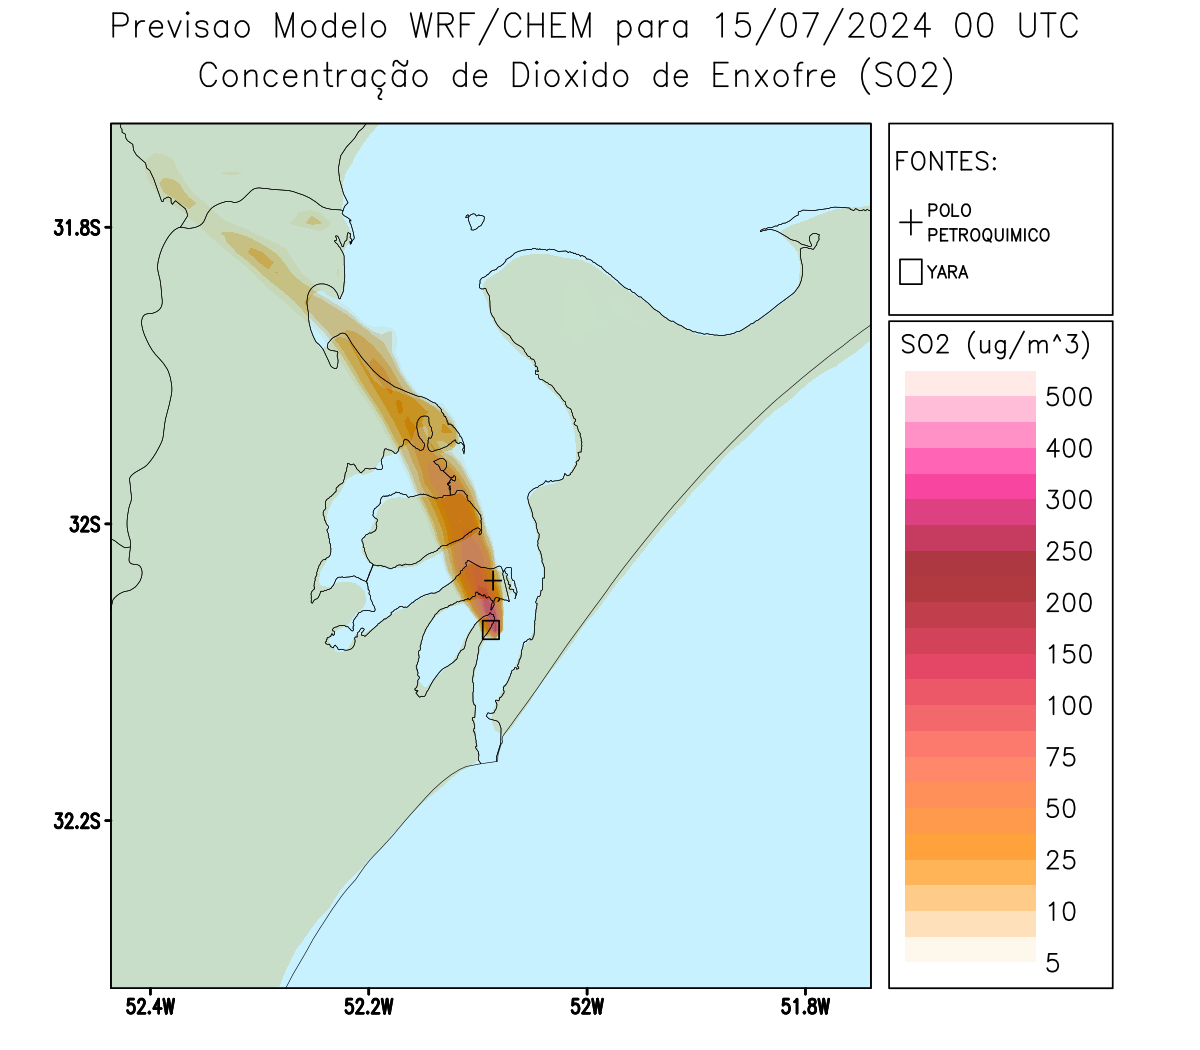 Previsao Modelo WRF/CHEM para 15/07/2024 00 UTC
Concentração de Dioxido de Enxofre (SO2)
FONTES:
POLO
PETROQUIMICO
YARA
31.8S
32S
32.2S
52.4W
52.2W
52W
51.8W
SO2 (ug/m^3)
500
400
300
250
200
150
100
75
50
25
10
5